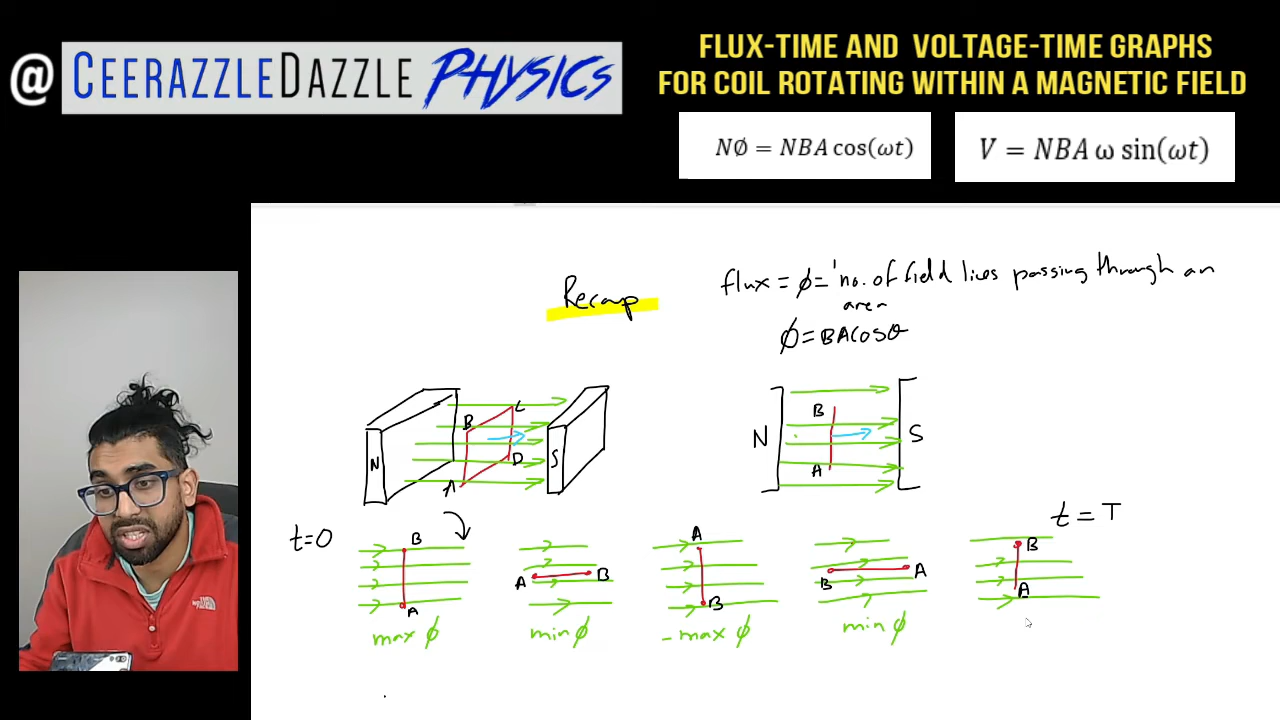 @ CEERAZZLEDAZZLE PHYSICS
FLUX-TIME AND VOLTAGE-TIME GRAPHS
FOR COIL ROTATING WITHIN A MAGNETIC FIELD
NØ = NBA cos(ωt)
V = NBA ω sin(ωt)
Recap
flux = ϕ = 'no. of field lines passing through an
area
ϕ = BAcosθ
N
A
B
C
D
S
N
B
A
S
t=0
B
A
max ϕ
A
B
min ϕ
A
B
- max ϕ
B
A
min ϕ
t = T
B
A